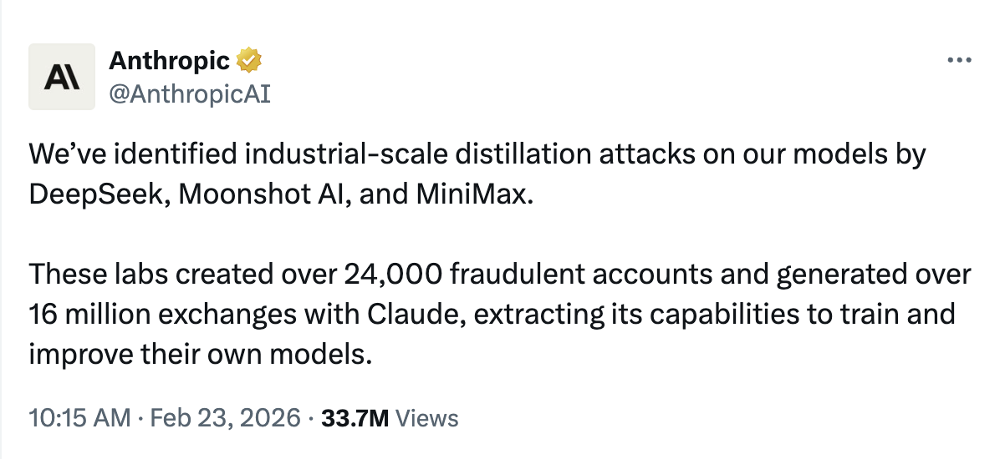 Anthropic
@AnthropicAI
We’ve identified industrial-scale distillation attacks on our models by
DeepSeek, Moonshot AI, and MiniMax.
These labs created over 24,000 fraudulent accounts and generated over
16 million exchanges with Claude, extracting its capabilities to train and
improve their own models.
10:15 AM · Feb 23, 2026 · 33.7M Views